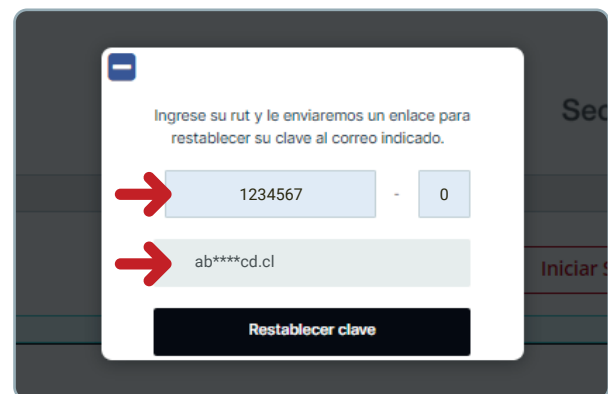 Ingrese su rut y le enviaremos un enlace para
restablecer su clave al correo indicado.
Sec
1234567 - 0
ab****cd.cl
Iniciar S
Restablecer clave